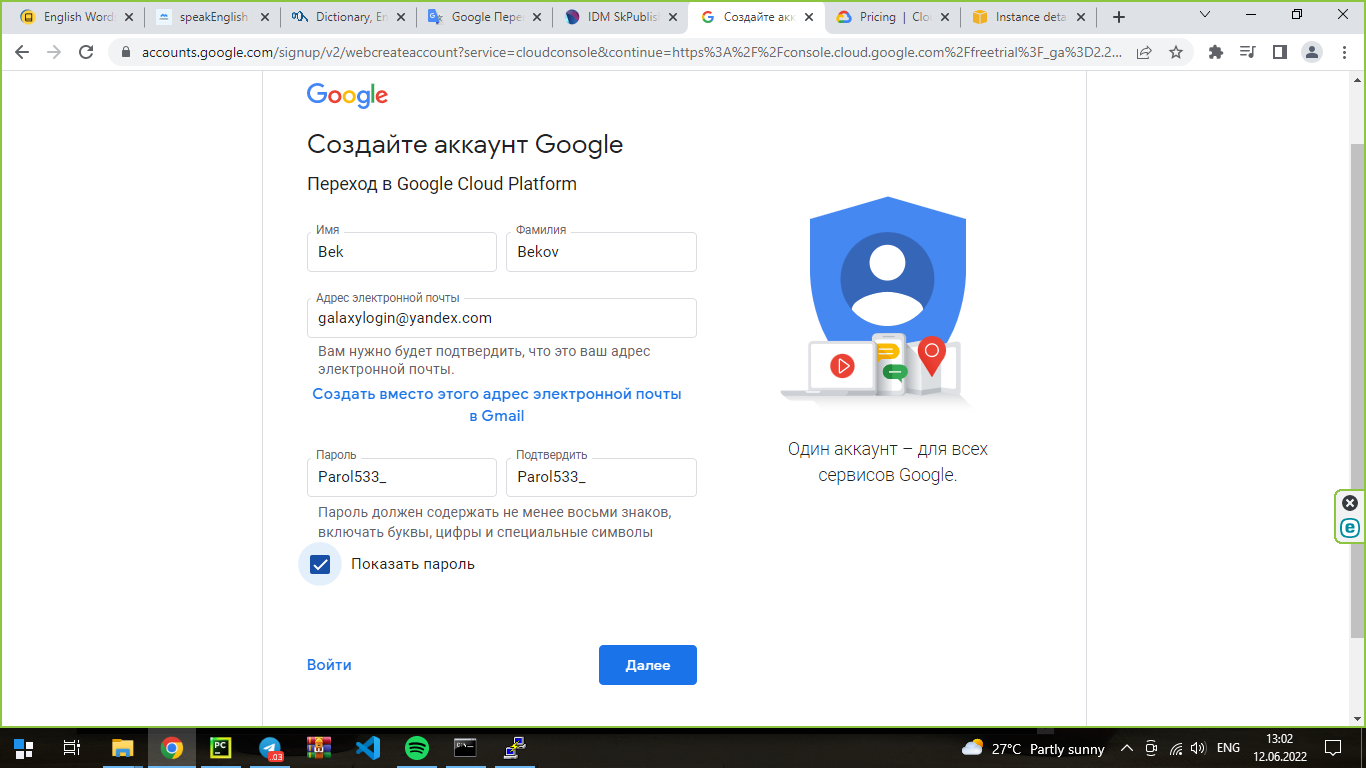 English Word
speakEnglish
Dictionary, En
Google Пере
IDM SkPublis
Создайте акк
Pricing | Clo
Instance deta
accounts.google.com/signup/v2/webcreateaccount?service=cloudconsole&continue=https%3A%2F%2Fconsole.cloud.google.com%2Ffreetrial%3F_ga%3D2.2...
Google
Создайте аккаунт Google
Переход в Google Cloud Platform
Имя
Фамилия
Bek
Bekov
Адрес электронной почты
galaxylogin@yandex.com
Вам нужно будет подтвердить, что это ваш адрес
электронной почты.
Создать вместо этого адрес электронной почты
в Gmail
Пароль
Подтвердить
Parol533_
Parol533_
Пароль должен содержать не менее восьми знаков,
включать буквы, цифры и специальные символы
Показать пароль
Войти
Далее
Один аккаунт – для всех
сервисов Google.
e
PC
.03
27°C Partly sunny
ENG
13:02
12.06.2022